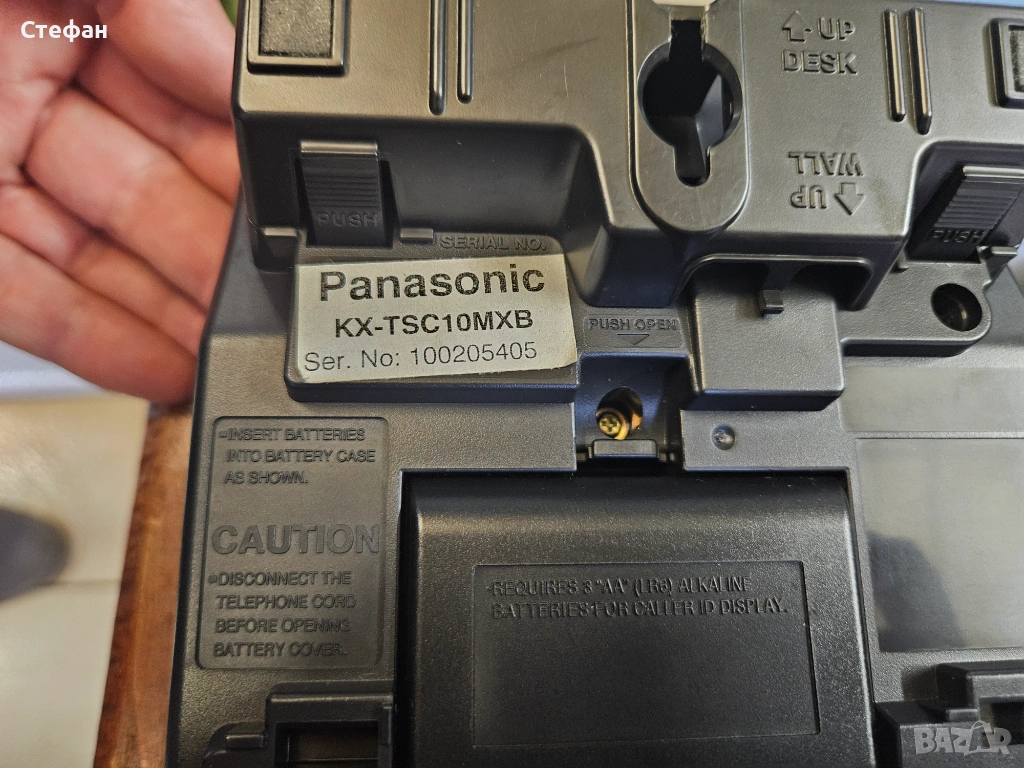 Стефан
UP
DESK
WALL
UP
PUSH
PUSH
SERIAL NO.
Panasonic
KX-TSC10MXB
Ser. No: 100205405
PUSH OPEN
INSERT BATTERIES
INTO BATTERY CASE
AS SHOWN.
CAUTION
DISCONNECT THE
TELEPHONE CORD
BEFORE OPENING
BATTERY COVER.
REQUIRES 3 "AA" (LR6) ALKALINE
BATTERIES FOR CALLER ID DISPLAY.
BAZAR